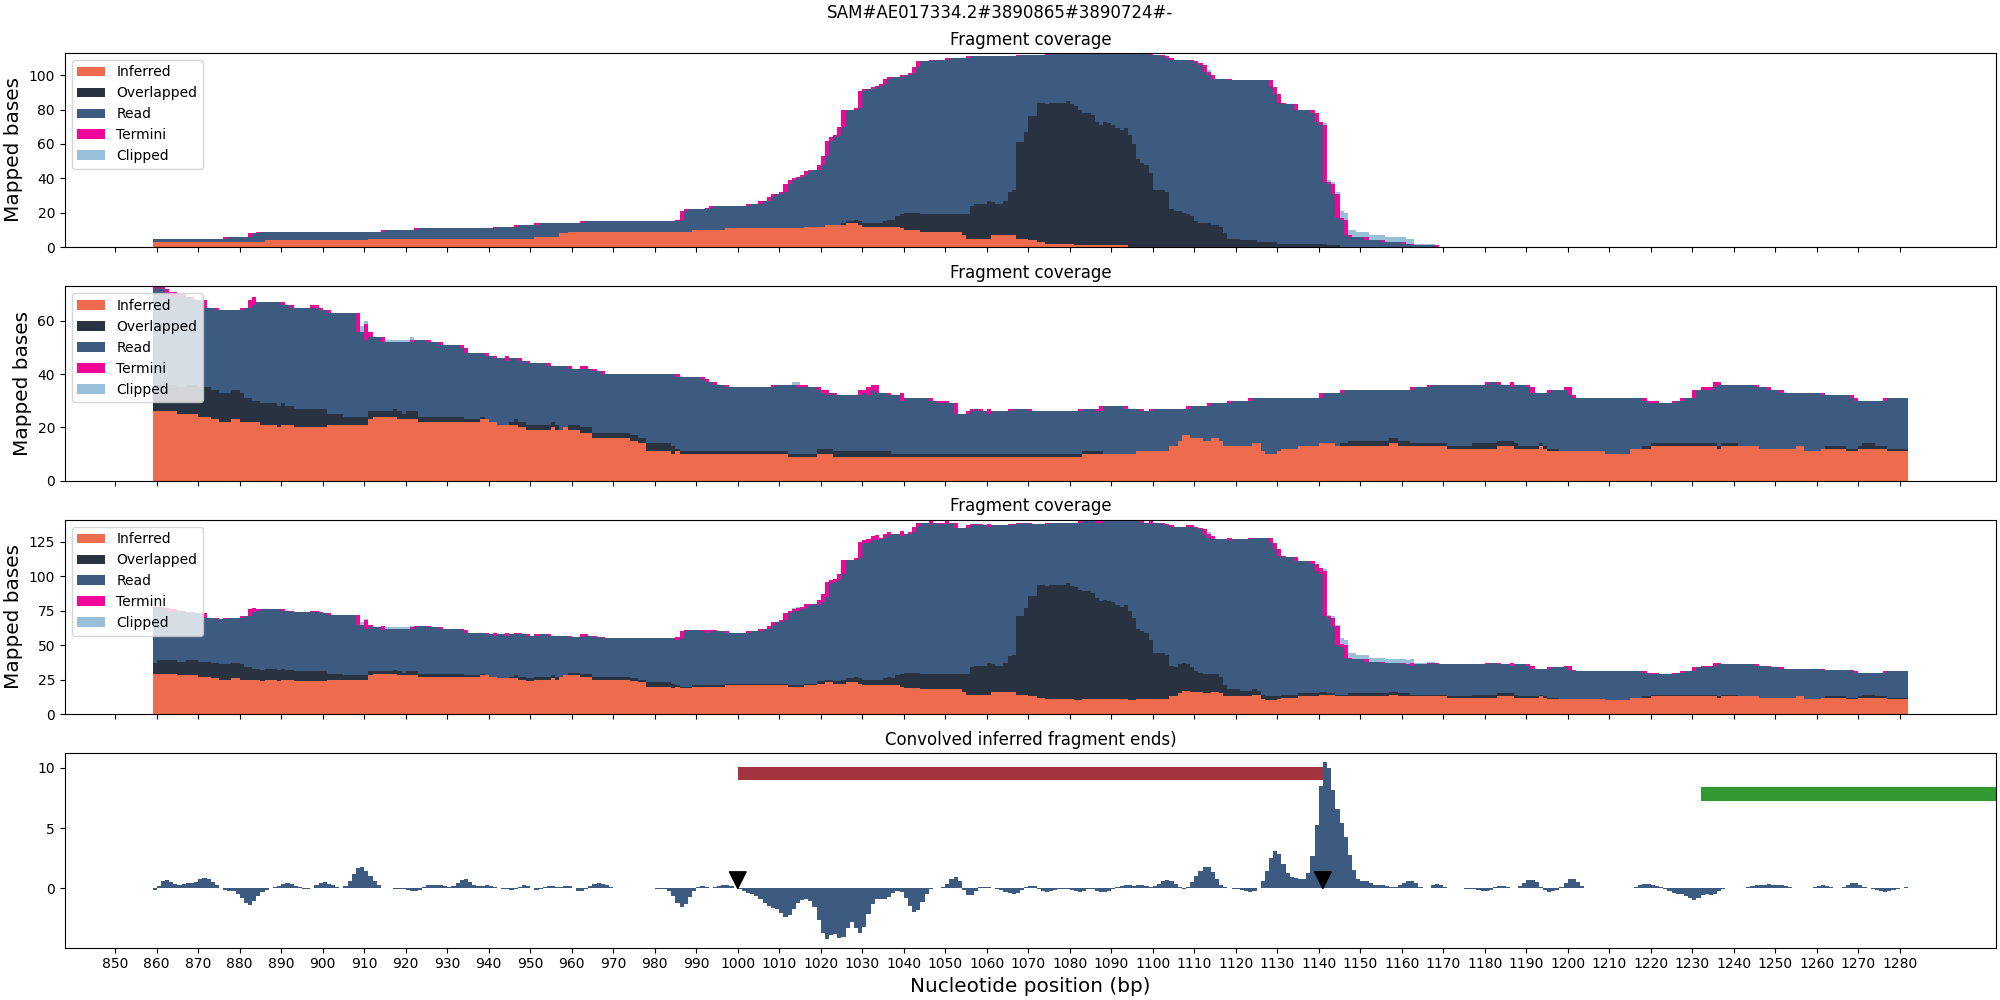 SAM#AE017334.2#3890865#3890724#-
Fragment coverage
Mapped bases
100
80
60
40
20
0
Inferred
Overlapped
Read
Termini
Clipped
Fragment coverage
Mapped bases
60
40
20
0
Inferred
Overlapped
Read
Termini
Clipped
Fragment coverage
Mapped bases
125
100
75
50
25
0
Inferred
Overlapped
Read
Termini
Clipped
Convolved inferred fragment ends)
10
5
0
850 860 870 880 890 900 910 920 930 940 950 960 970 980 990 1000 1010 1020 1030 1040 1050 1060 1070 1080 1090 1100 1110 1120 1130 1140 1150 1160 1170 1180 1190 1200 1210 1220 1230 1240 1250 1260 1270 1280
Nucleotide position (bp)